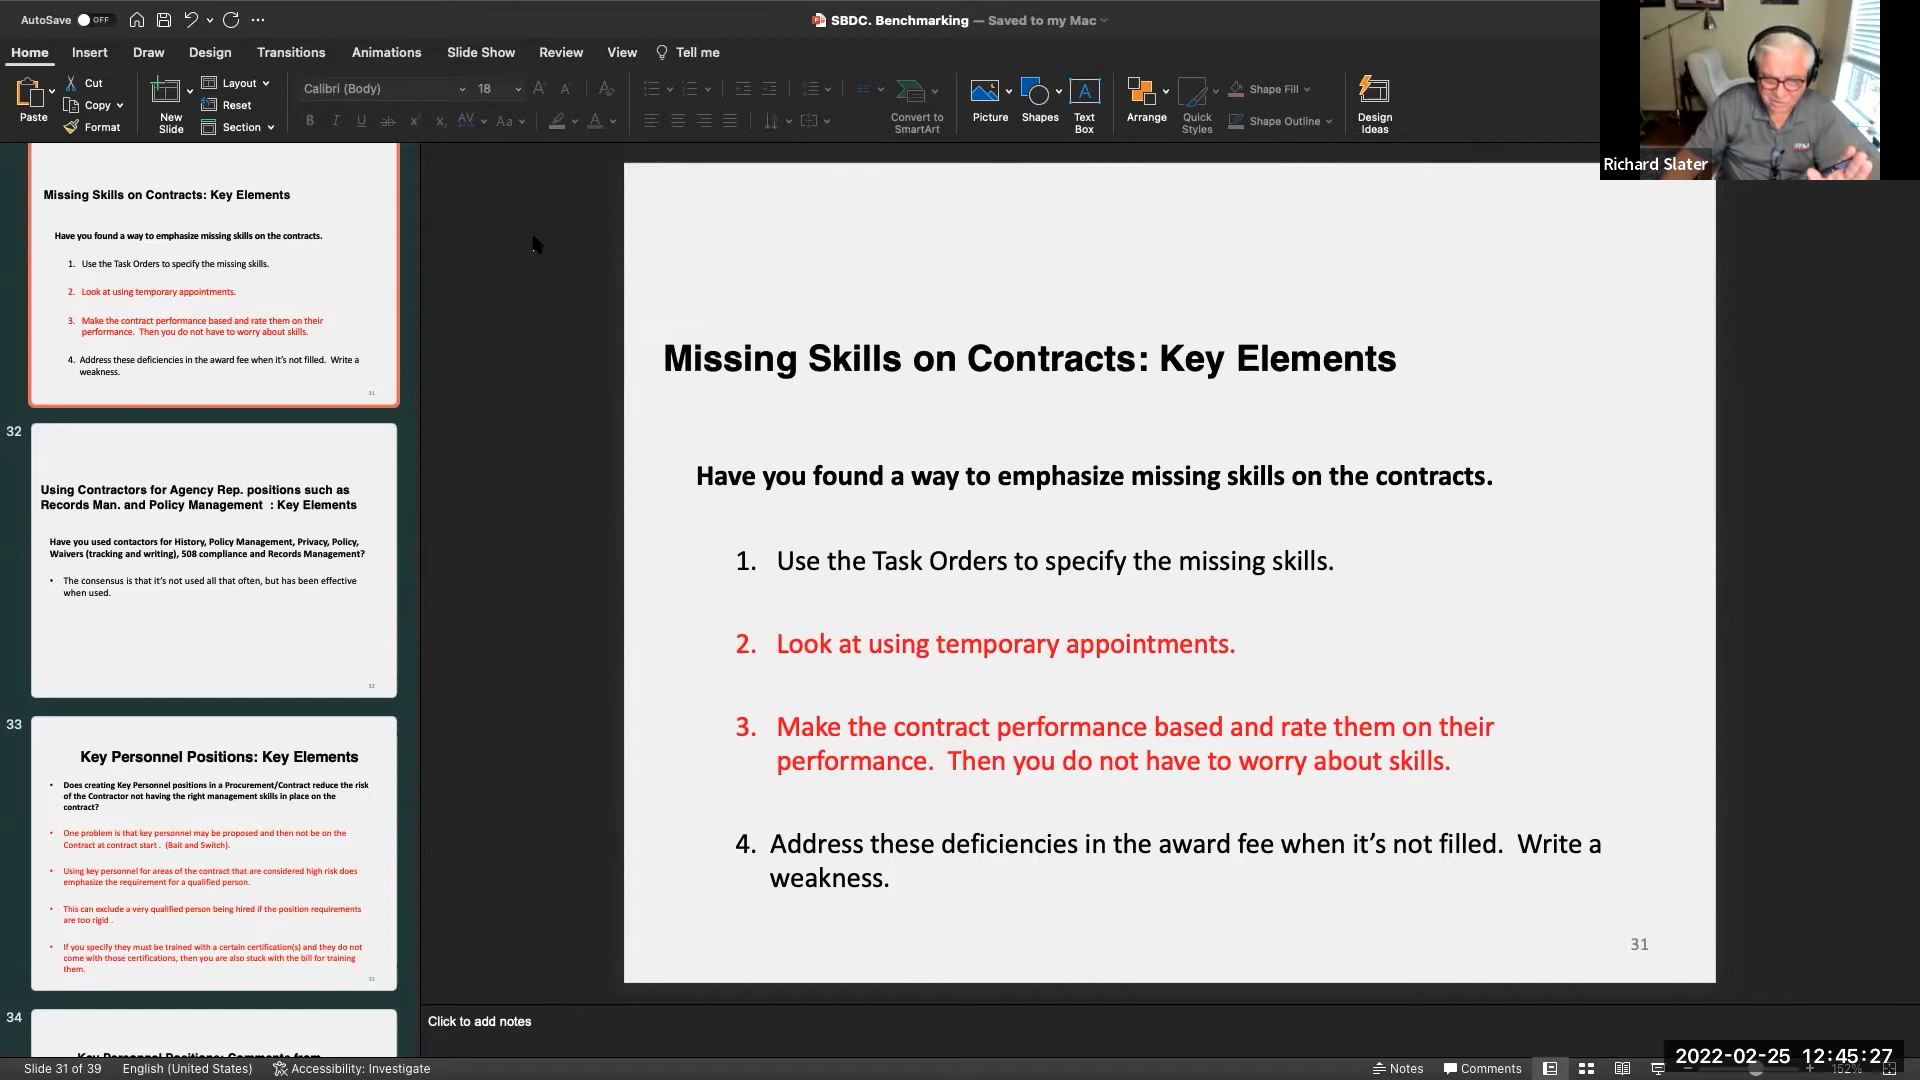 AutoSave OFF
SBDC. Benchmarking — Saved to my Mac
Home Insert Draw Design Transitions Animations Slide Show Review View Tell me
Paste
Cut
Copy
Format
New Slide
Layout
Reset
Section
Calibri (Body) 18
Convert to SmartArt
Picture
Shapes
Text Box
Arrange
Quick Styles
Shape Fill
Shape Outline
Design Ideas
Richard Slater
Missing Skills on Contracts: Key Elements
Have you found a way to emphasize missing skills on the contracts.
1. Use the Task Orders to specify the missing skills.
2. Look at using temporary appointments.
3. Make the contract performance based and rate them on their
performance. Then you do not have to worry about skills.
4. Address these deficiencies in the award fee when it's not filled. Write a
weakness.
31
32
Using Contractors for Agency Rep. positions such as
Records Man. and Policy Management : Key Elements
Have you used contactors for History, Policy Management, Privacy, Policy,
Waivers (tracking and writing), 508 compliance and Records Management?
• The consensus is that it's not used all that often, but has been effective
when used.
32
33
Key Personnel Positions: Key Elements
• Does creating Key Personnel positions in a Procurement/Contract reduce the risk
of the Contractor not having the right management skills in place on the
contract?
• One problem is that key personnel may be proposed and then not be on the
Contract at contract start . (Bait and Switch).
• Using key personnel for areas of the contract that are considered high risk does
emphasize the requirement for a qualified person.
• This can exclude a very qualified person being hired if the position requirements
are too rigid .
• If you specify they must be trained with a certain certification(s) and they do not
come with those certifications, then you are also stuck with the bill for training
them.
33
34
Key Personnel Positions: Comments from
Missing Skills on Contracts: Key Elements
Have you found a way to emphasize missing skills on the contracts.
1. Use the Task Orders to specify the missing skills.
2. Look at using temporary appointments.
3. Make the contract performance based and rate them on their
performance. Then you do not have to worry about skills.
4. Address these deficiencies in the award fee when it's not filled. Write a
weakness.
31
Click to add notes
Slide 31 of 39 English (United States) Accessibility: Investigate
Notes Comments
152%
2022-02-25 12:45:27